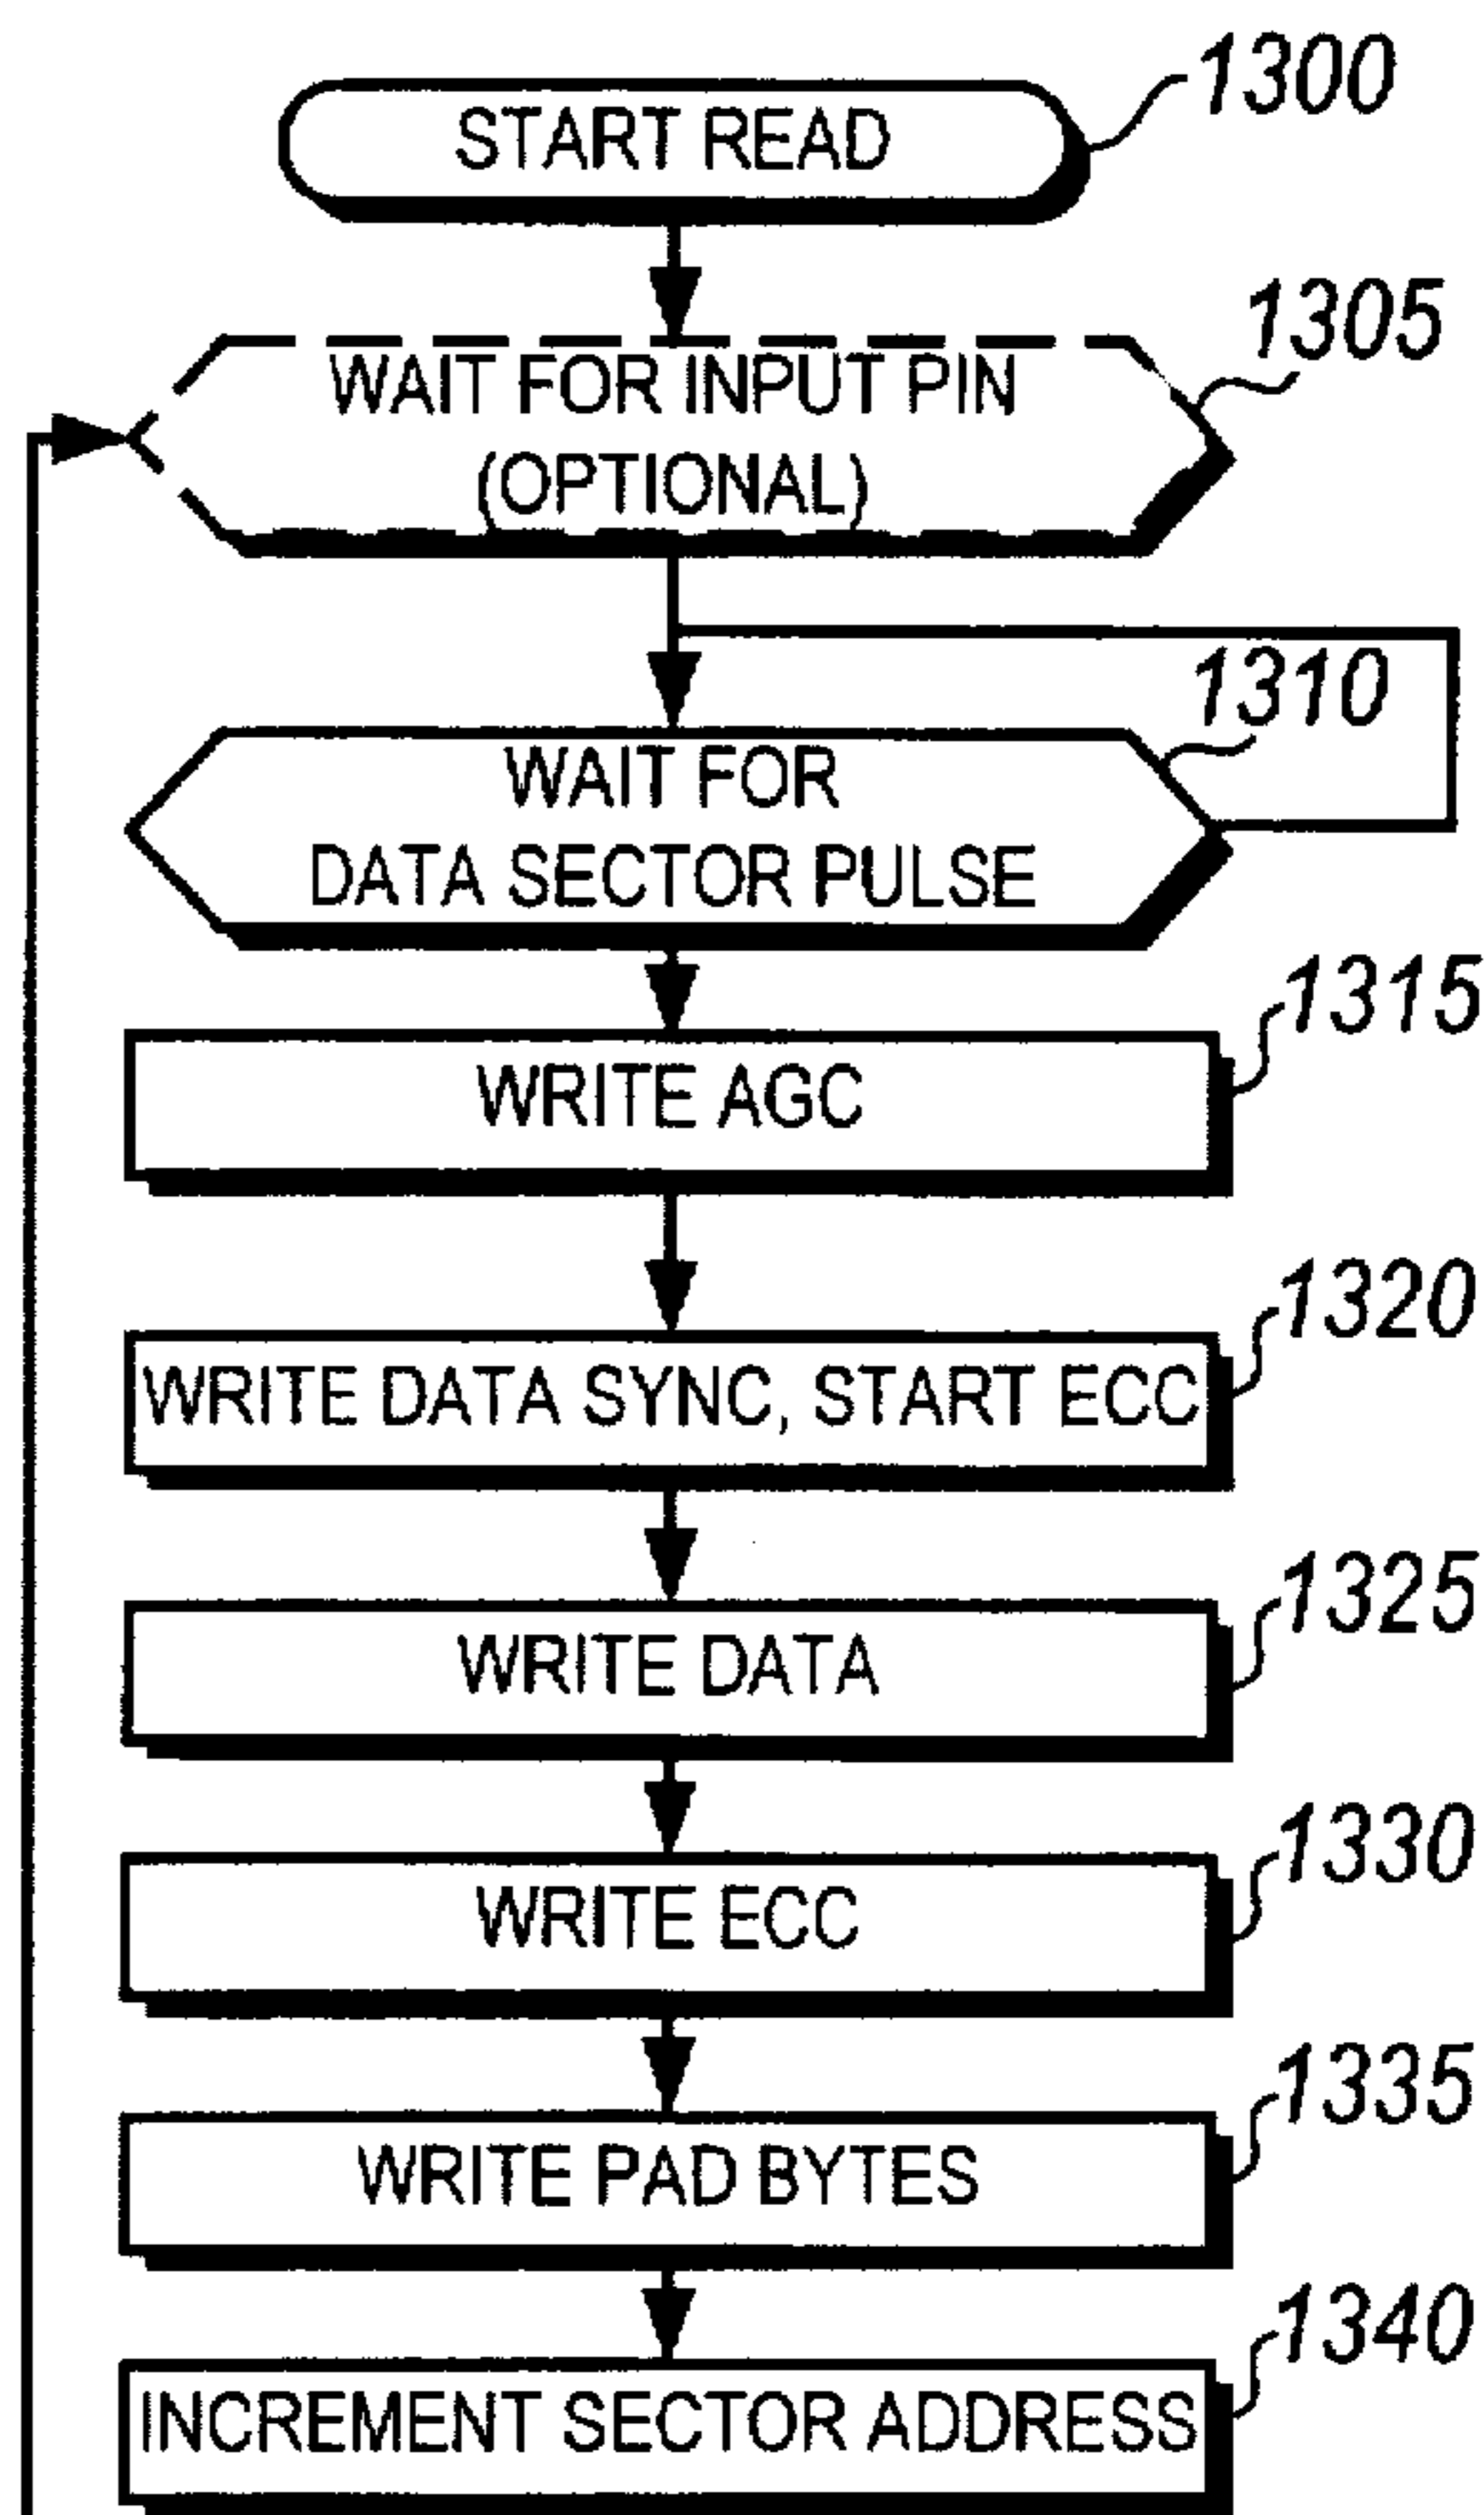 1300
START READ
1305
WAIT FOR INPUT PIN
(OPTIONAL)
1310
WAIT FOR
DATA SECTOR PULSE
1315
WRITE AGC
1320
WRITE DATA SYNC, START ECC
1325
WRITE DATA
1330
WRITE ECC
1335
WRITE PAD BYTES
1340
INCREMENT SECTOR ADDRESS